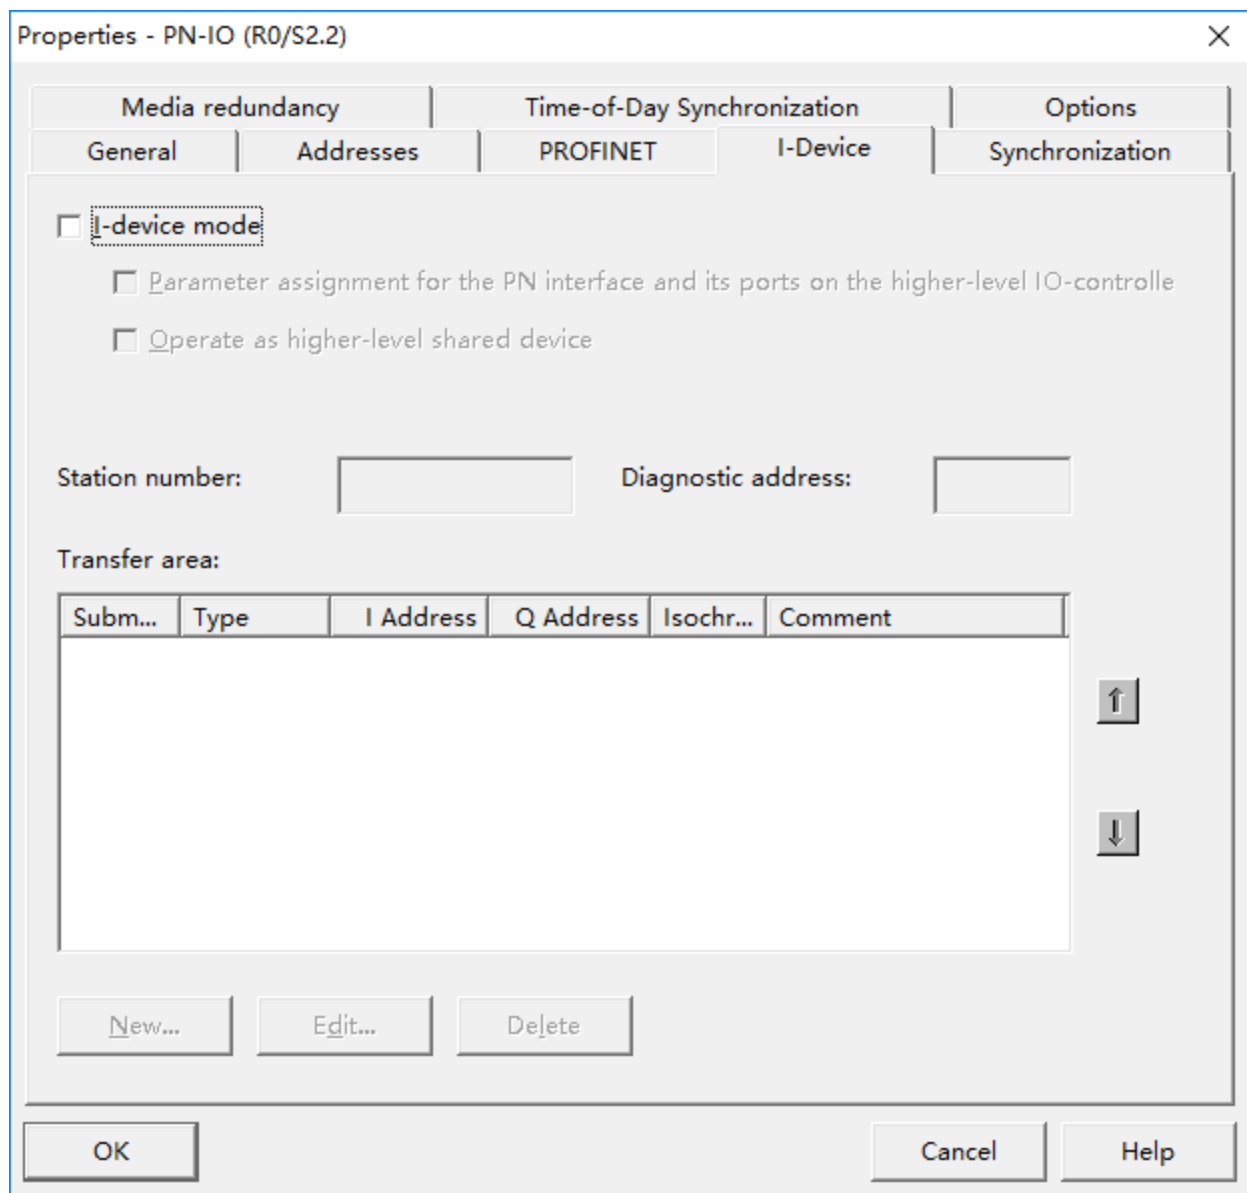 Properties - PN-IO (R0/S2.2)
Media redundancy Time-of-Day Synchronization Options
General Addresses PROFINET I-Device Synchronization
I-device mode
Parameter assignment for the PN interface and its ports on the higher-level IO-controlle
Operate as higher-level shared device
Station number: Diagnostic address:
Transfer area:
Subm... Type I Address Q Address Isochr... Comment
New... Edit... Delete
OK Cancel Help